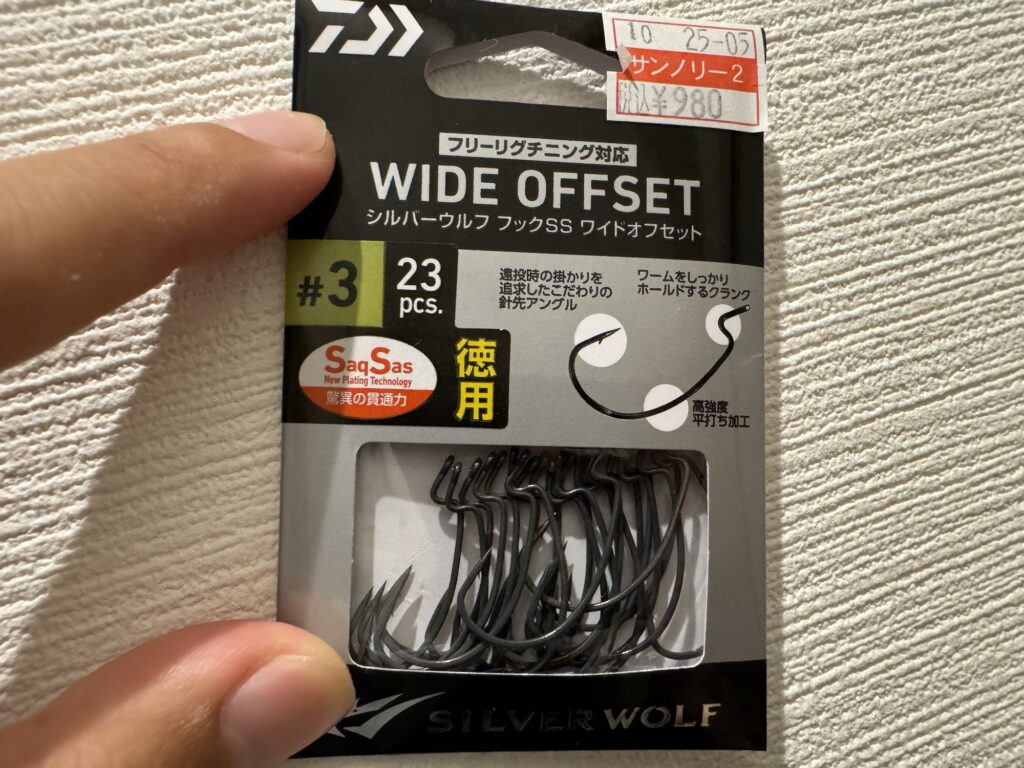 10 25-05
サンノリー2
税込¥980
フリーリグチニング対応
WIDE OFFSET
シルバーウルフ フックSS ワイドオフセット
#3
23
pcs.
遠投時の掛かりを
追求したこだわりの
針先アングル
ワームをしっかり
ホールドするクランク
SaqSas
New Plating Technology
驚異の貫通力
徳用
高強度
平打ち加工
SILVER WOLF